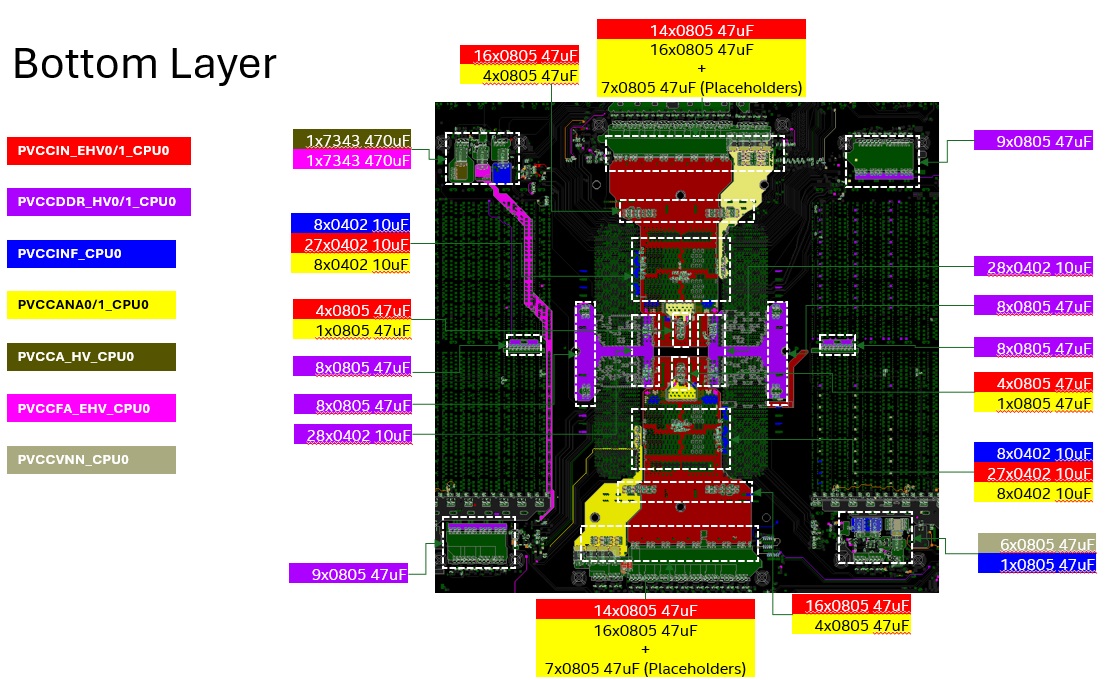 Bottom Layer
14x0805 47uF
16x0805 47uF
+
7x0805 47uF (Placeholders)
16x0805 47uF
4x0805 47uF
PVCCIN_EHV0/1_CPU0
PVCCDDR_HV0/1_CPU0
PVCCINF_CPU0
PVCCANA0/1_CPU0
PVCCA_HV_CPU0
PVCCFA_EHV_CPU0
PVCCVNN_CPU0
1x7343 470uF
1x7343 470uF
8x0402 10uF
27x0402 10uF
8x0402 10uF
4x0805 47uF
1x0805 47uF
8x0805 47uF
8x0805 47uF
28x0402 10uF
9x0805 47uF
9x0805 47uF
28x0402 10uF
8x0805 47uF
8x0805 47uF
4x0805 47uF
1x0805 47uF
8x0402 10uF
27x0402 10uF
8x0402 10uF
6x0805 47uF
1x0805 47uF
14x0805 47uF
16x0805 47uF
+
7x0805 47uF (Placeholders)
16x0805 47uF
4x0805 47uF